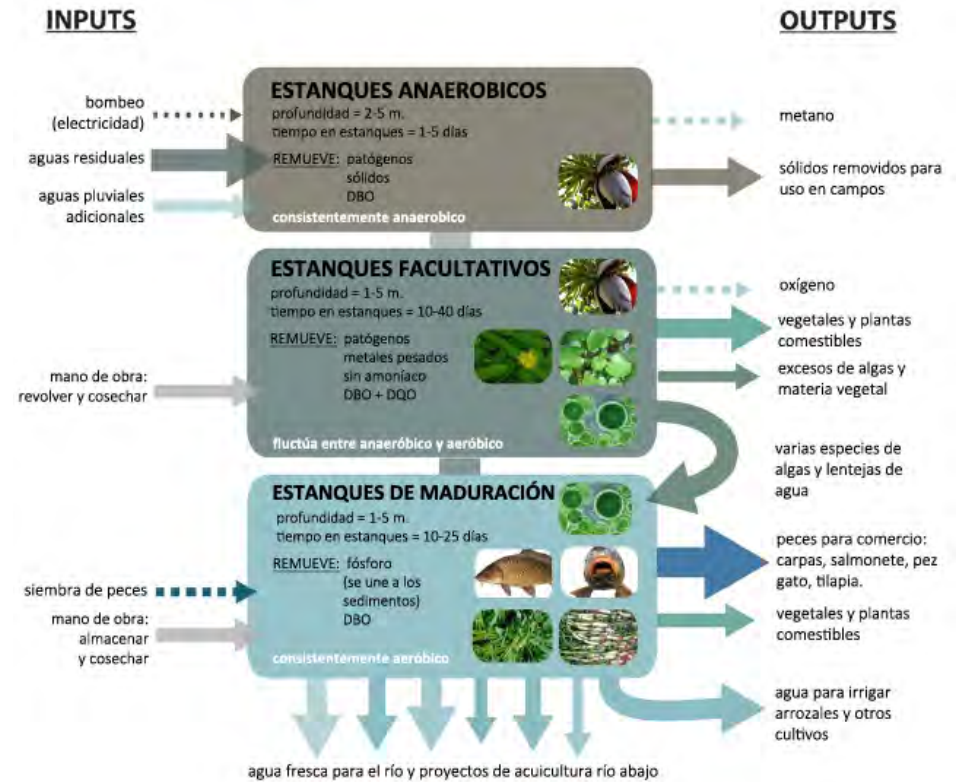 INPUTS
OUTPUTS
bombeo
(electricidad)
aguas residuales
aguas pluviales
adicionales
ESTANQUES ANAEROBICOS
profundidad = 2-5 m.
tiempo en estanques = 1-5 días
REMUEVE: patógenos
sólidos
DBO
consistentemente anaerobico
metano
sólidos removidos para
uso en campos
ESTANQUES FACULTATIVOS
profundidad = 1-5 m.
tiempo en estanques = 10-40 días
REMUEVE: patógenos
metales pesados
sin amoníaco
DBO + DQO
fluctúa entre anaeróbico y aeróbico
mano de obra:
revolver y cosechar
oxígeno
vegetales y plantas
comestibles
excesos de algas y
materia vegetal
varias especies de
algas y lentejas de
agua
ESTANQUES DE MADURACIÓN
profundidad = 1-5 m.
tiempo en estanques = 10-25 días
REMUEVE: fósforo
(se une a los
sedimentos)
DBO
consistentemente aeróbico
siembra de peces
mano de obra:
almacenar
y cosechar
peces para comercio:
carpas, salmonete, pez
gato, tilapia.
vegetales y plantas
comestibles
agua para irrigar
arrozales y otros
cultivos
agua fresca para el río y proyectos de acuicultura río abajo